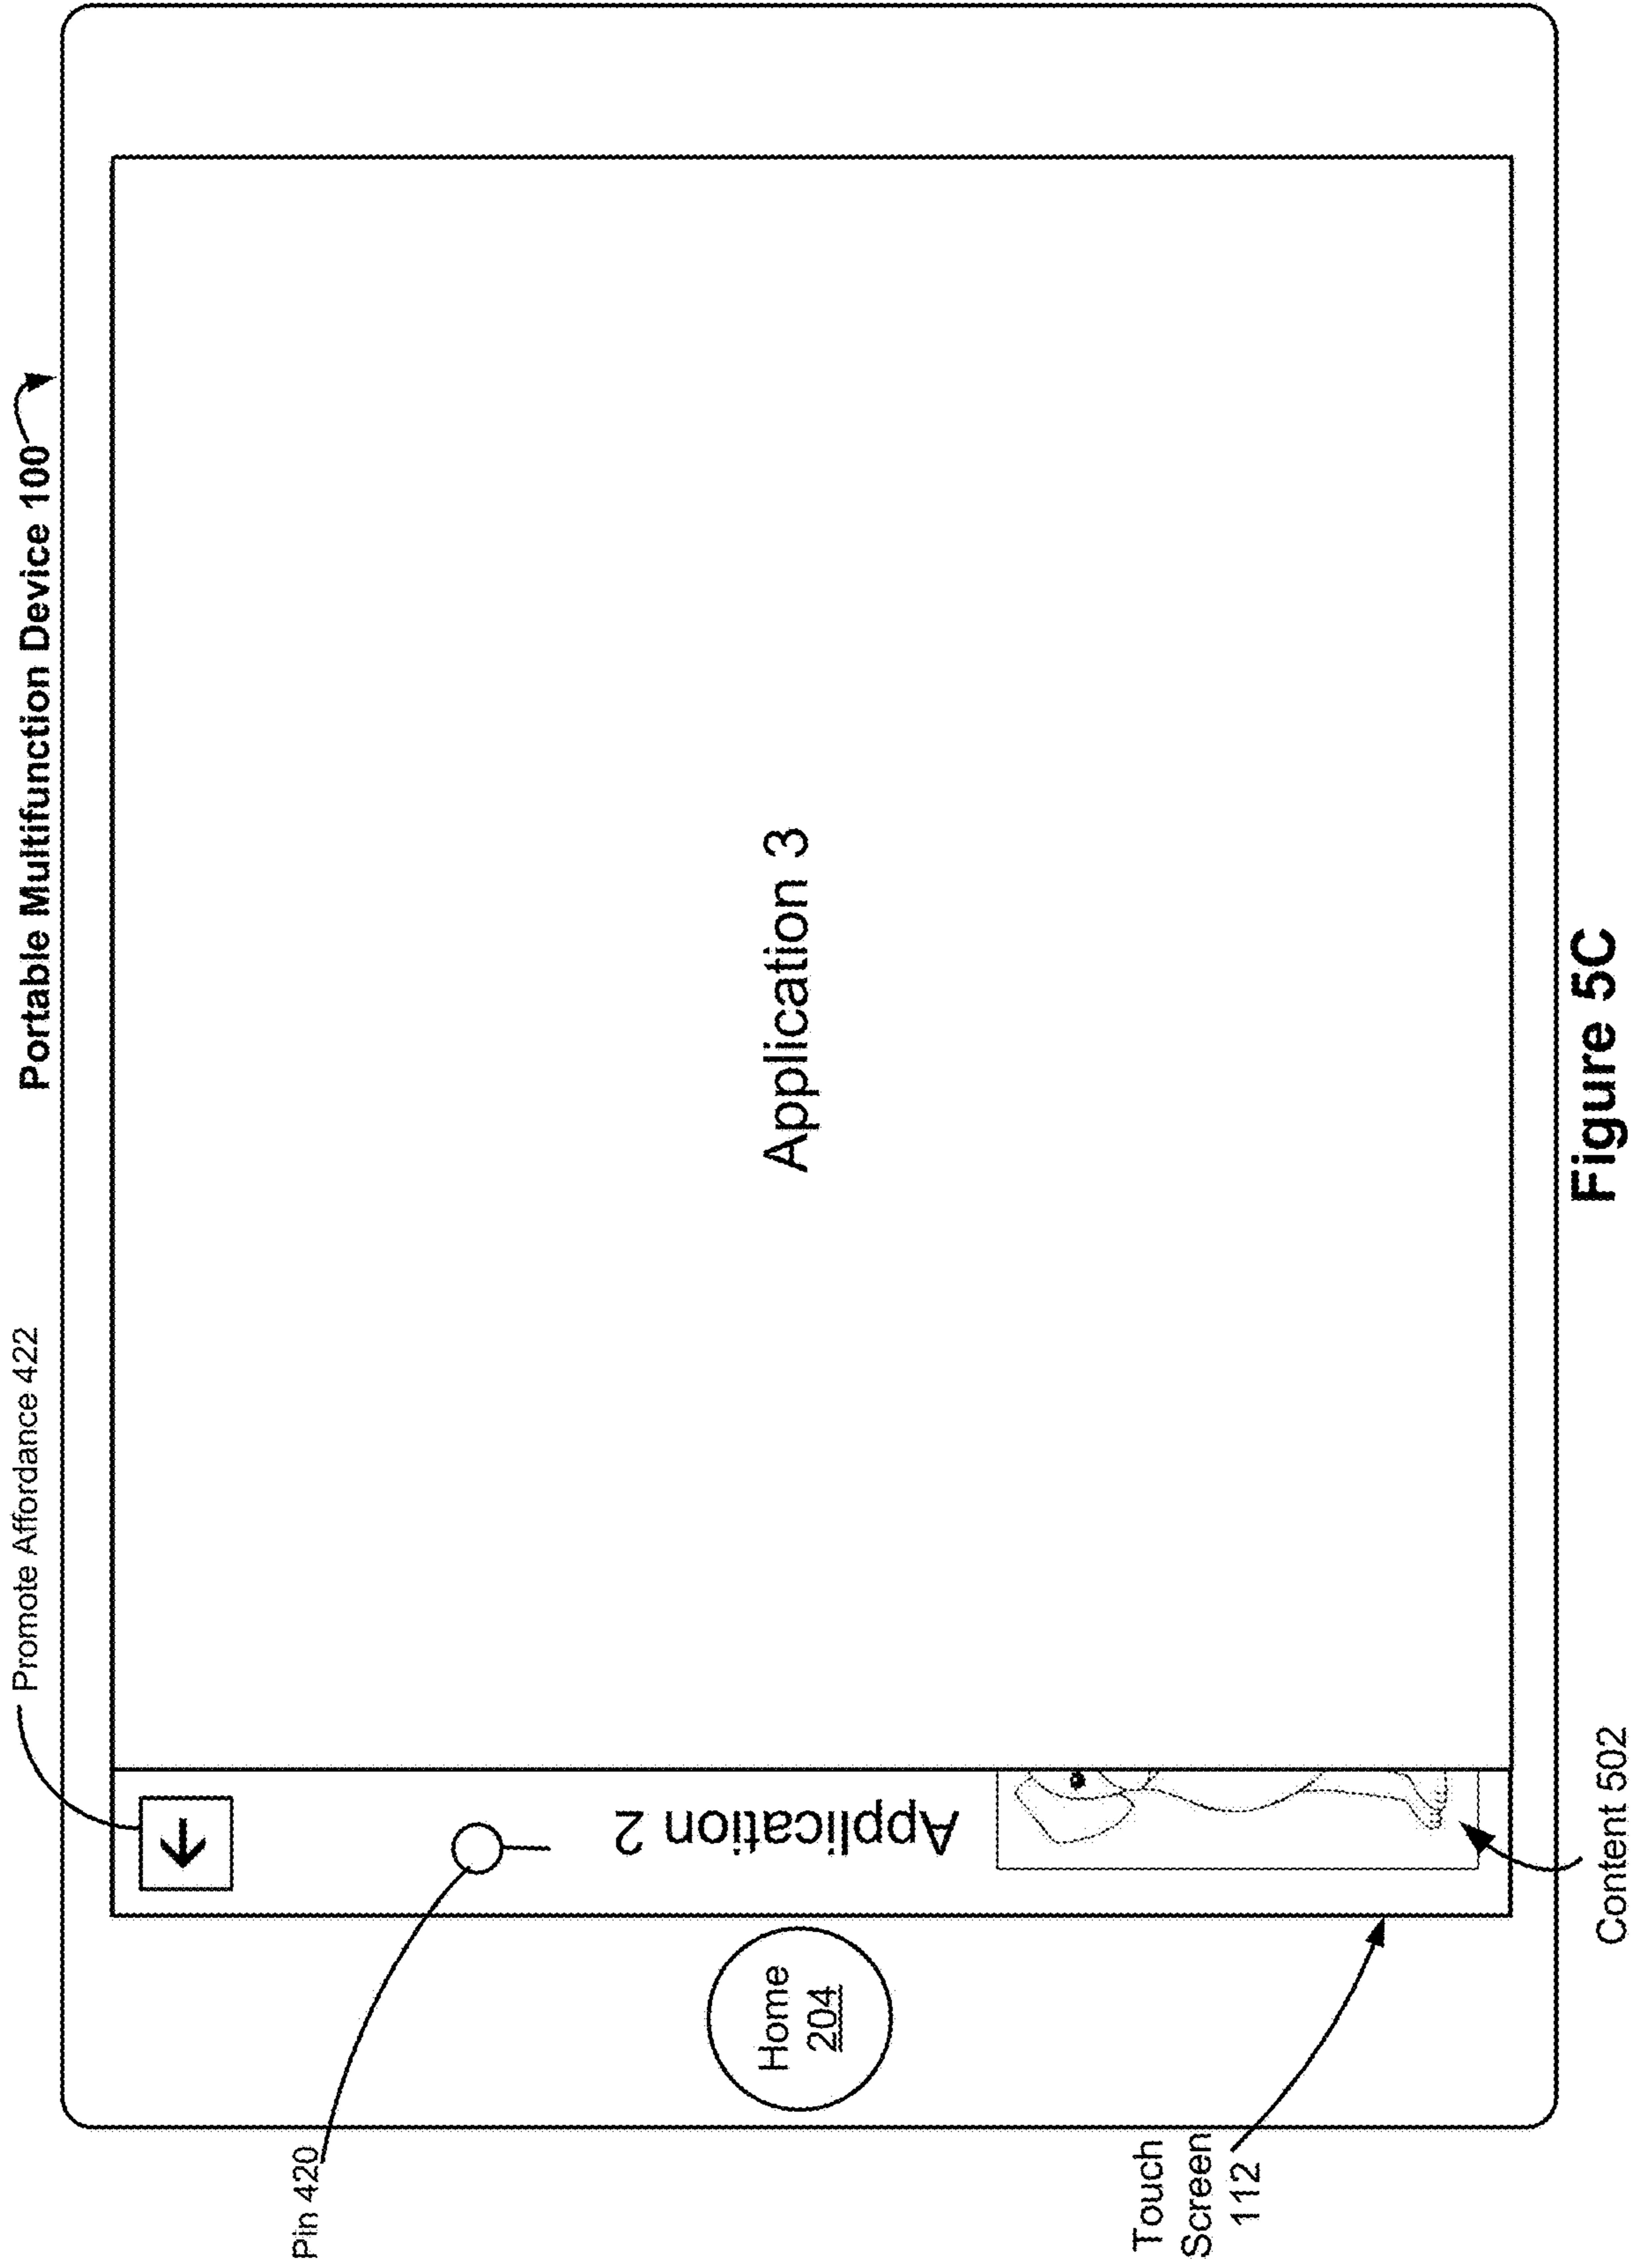 Portable Multifunction Device 100
Promote Affordance 422
Pin 420
Application 3
Application 2
Home
204
Touch
Screen
112
Content 502
Figure 5C